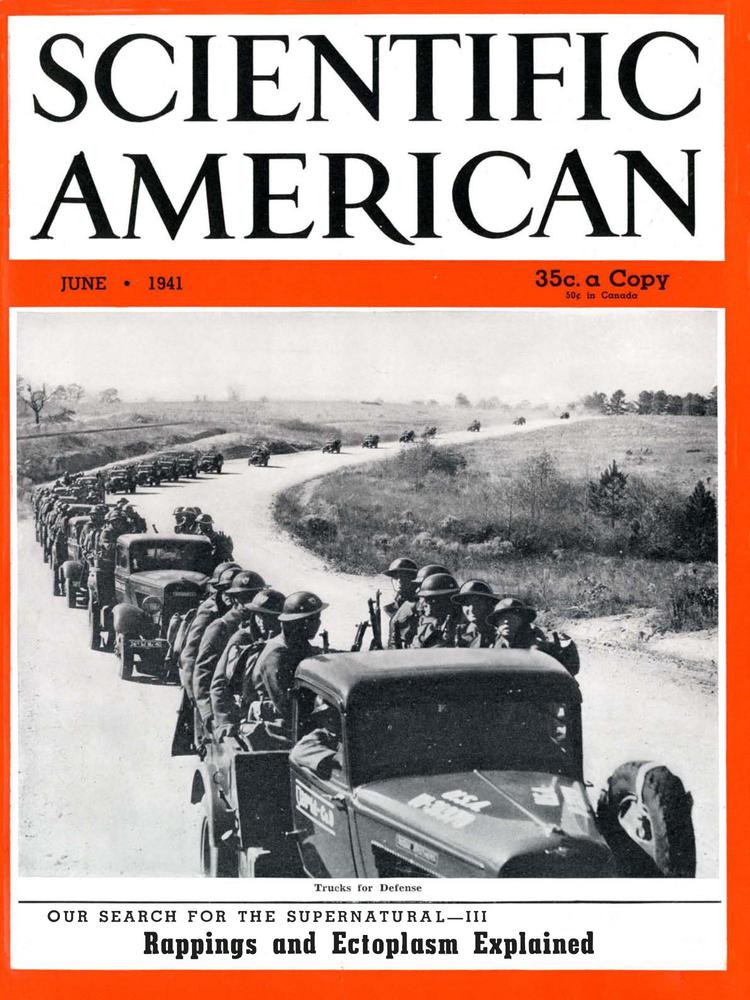 SCIENTIFIC
AMERICAN
JUNE • 1941
35c. a Copy
50¢ in Canada
USA
Trucks for Defense
OUR SEARCH FOR THE SUPERNATURAL—III
Rappings and Ectoplasm Explained